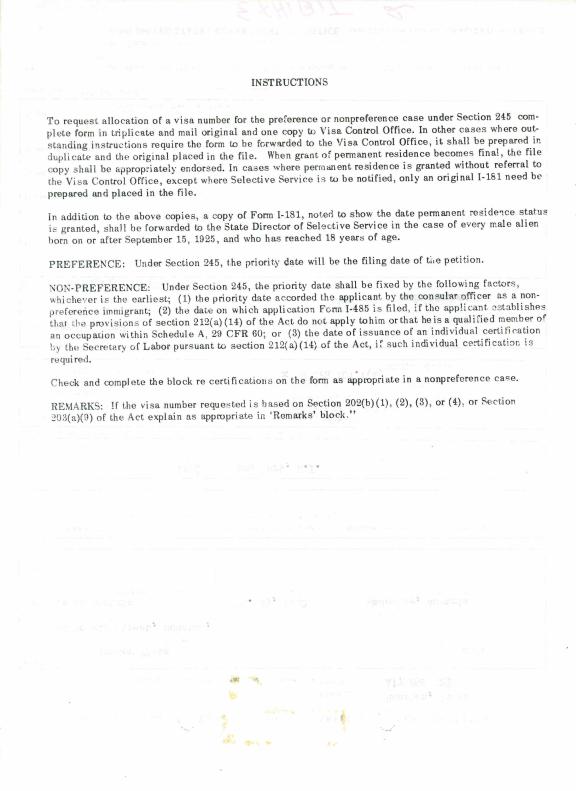 INSTRUCTIONS
To request allocation of a visa number for the preference or nonpreference case under Section 245 com-
plete form in triplicate and mail original and one copy to Visa Control Office. In other cases where out-
standing instructions require the form to be forwarded to the Visa Control Office, it shall be prepared in
duplicate and the original placed in the file. When grant of permanent residence becomes final, the file
copy shall be appropriately endorsed. In cases where permanent residence is granted without referral to
the Visa Control Office, except where Selective Service is to be notified, only an original I-181 need be
prepared and placed in the file.
In addition to the above copies, a copy of Form I-181, noted to show the date permanent residence status
is granted, shall be forwarded to the State Director of Selective Service in the case of every male alien
born on or after September 15, 1925, and who has reached 18 years of age.
PREFERENCE: Under Section 245, the priority date will be the filing date of the petition.
NON-PREFERENCE: Under Section 245, the priority date shall be fixed by the following factors,
whichever is the earliest; (1) the priority date accorded the applicant by the consular officer as a non-
preference immigrant; (2) the date on which application Form I-485 is filed, if the applicant establishes
that the provisions of section 212(a)(14) of the Act do not apply to him or that he is a qualified member of
an occupation within Schedule A, 29 CFR 60; or (3) the date of issuance of an individual certification
by the Secretary of Labor pursuant to section 212(a)(14) of the Act, if such individual certification is
required.
Check and complete the block re certifications on the form as appropriate in a nonpreference case.
REMARKS: If the visa number requested is based on Section 202(b)(1), (2), (3), or (4), or Section
203(a)(9) of the Act explain as appropriate in 'Remarks' block."